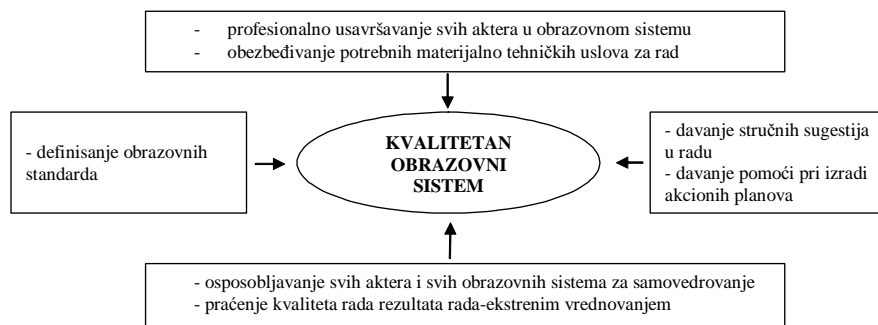 - profesionalno usavršavanje svih aktera u obrazovnom sistemu
- obezbeđivanje potrebnih materijalno tehničkih uslova za rad
- definisanje obrazovnih
standarda
KVALITETAN
OBRAZOVNI
SISTEM
- davanje stručnih sugestija
u radu
- davanje pomoći pri izradi
akcionih planova
- osposobljavanje svih aktera i svih obrazovnih sistema za samovedrovanje
- praćenje kvaliteta rada rezultata rada-ekstrenim vrednovanjem